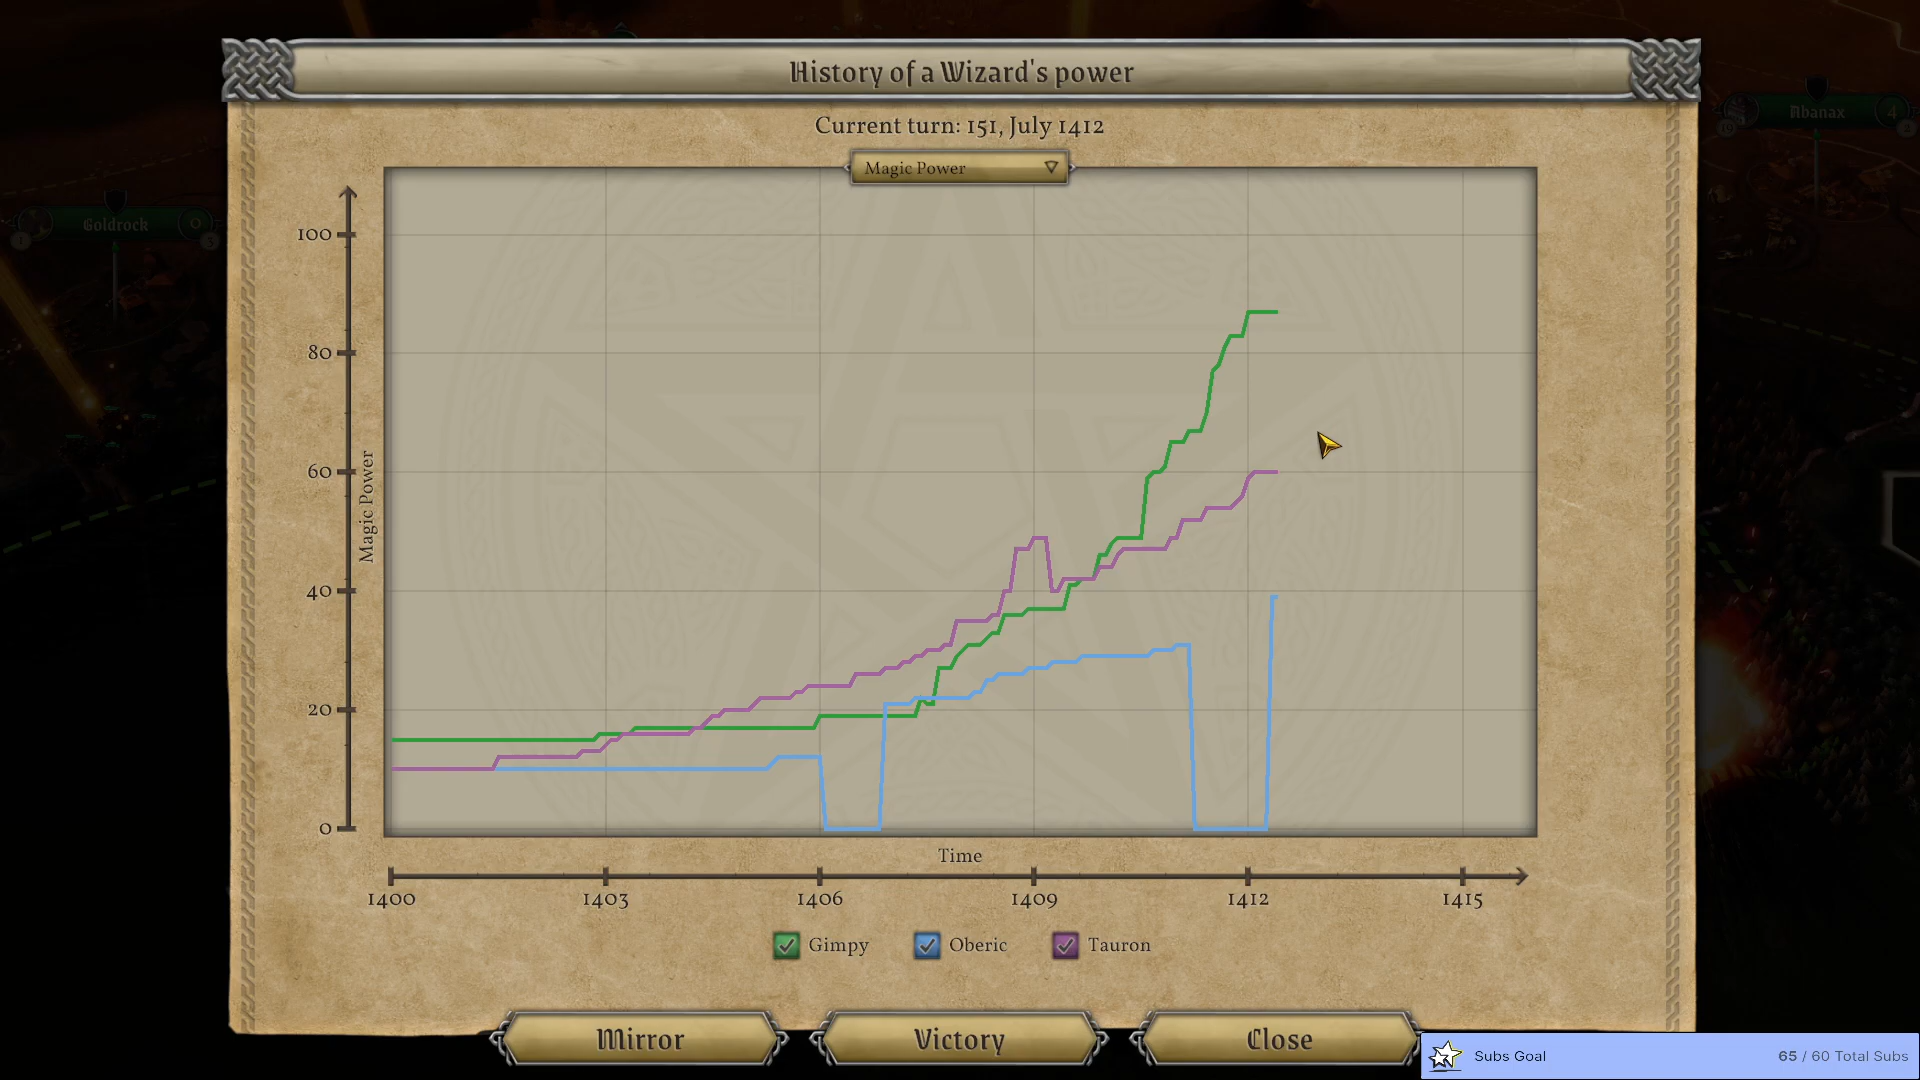 History of a Wizard's power
Current turn: 151, July 1412
Magic Power
Abanax
4
Goldrock
0
100
80
60
40
20
0
Magic Power
Time
1400 1403 1406 1409 1412 1415
Gimpy Oberic Tauron
Mirror Victory Close
Subs Goal 65 / 60 Total Subs